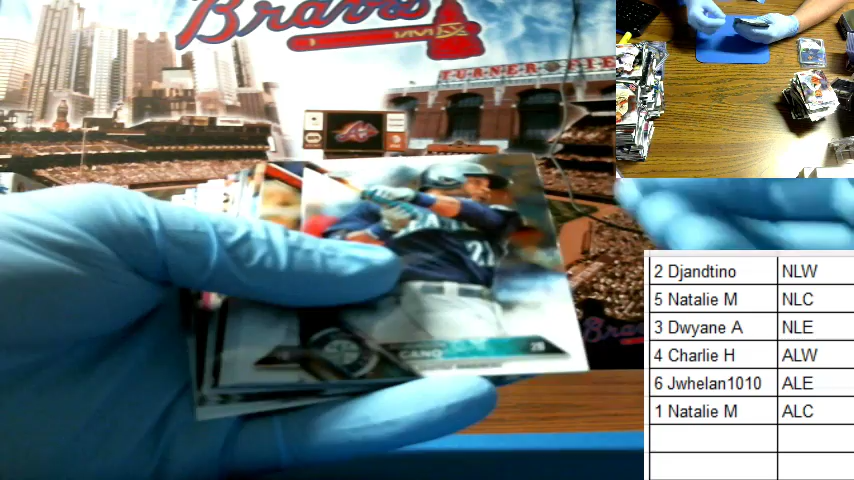 Braves
TURNER FIE
CANO
Bra
2 Djandtino NLW
5 Natalie M NLC
3 Dwyane A NLE
4 Charlie H ALW
6 Jwhelan1010 ALE
1 Natalie M ALC